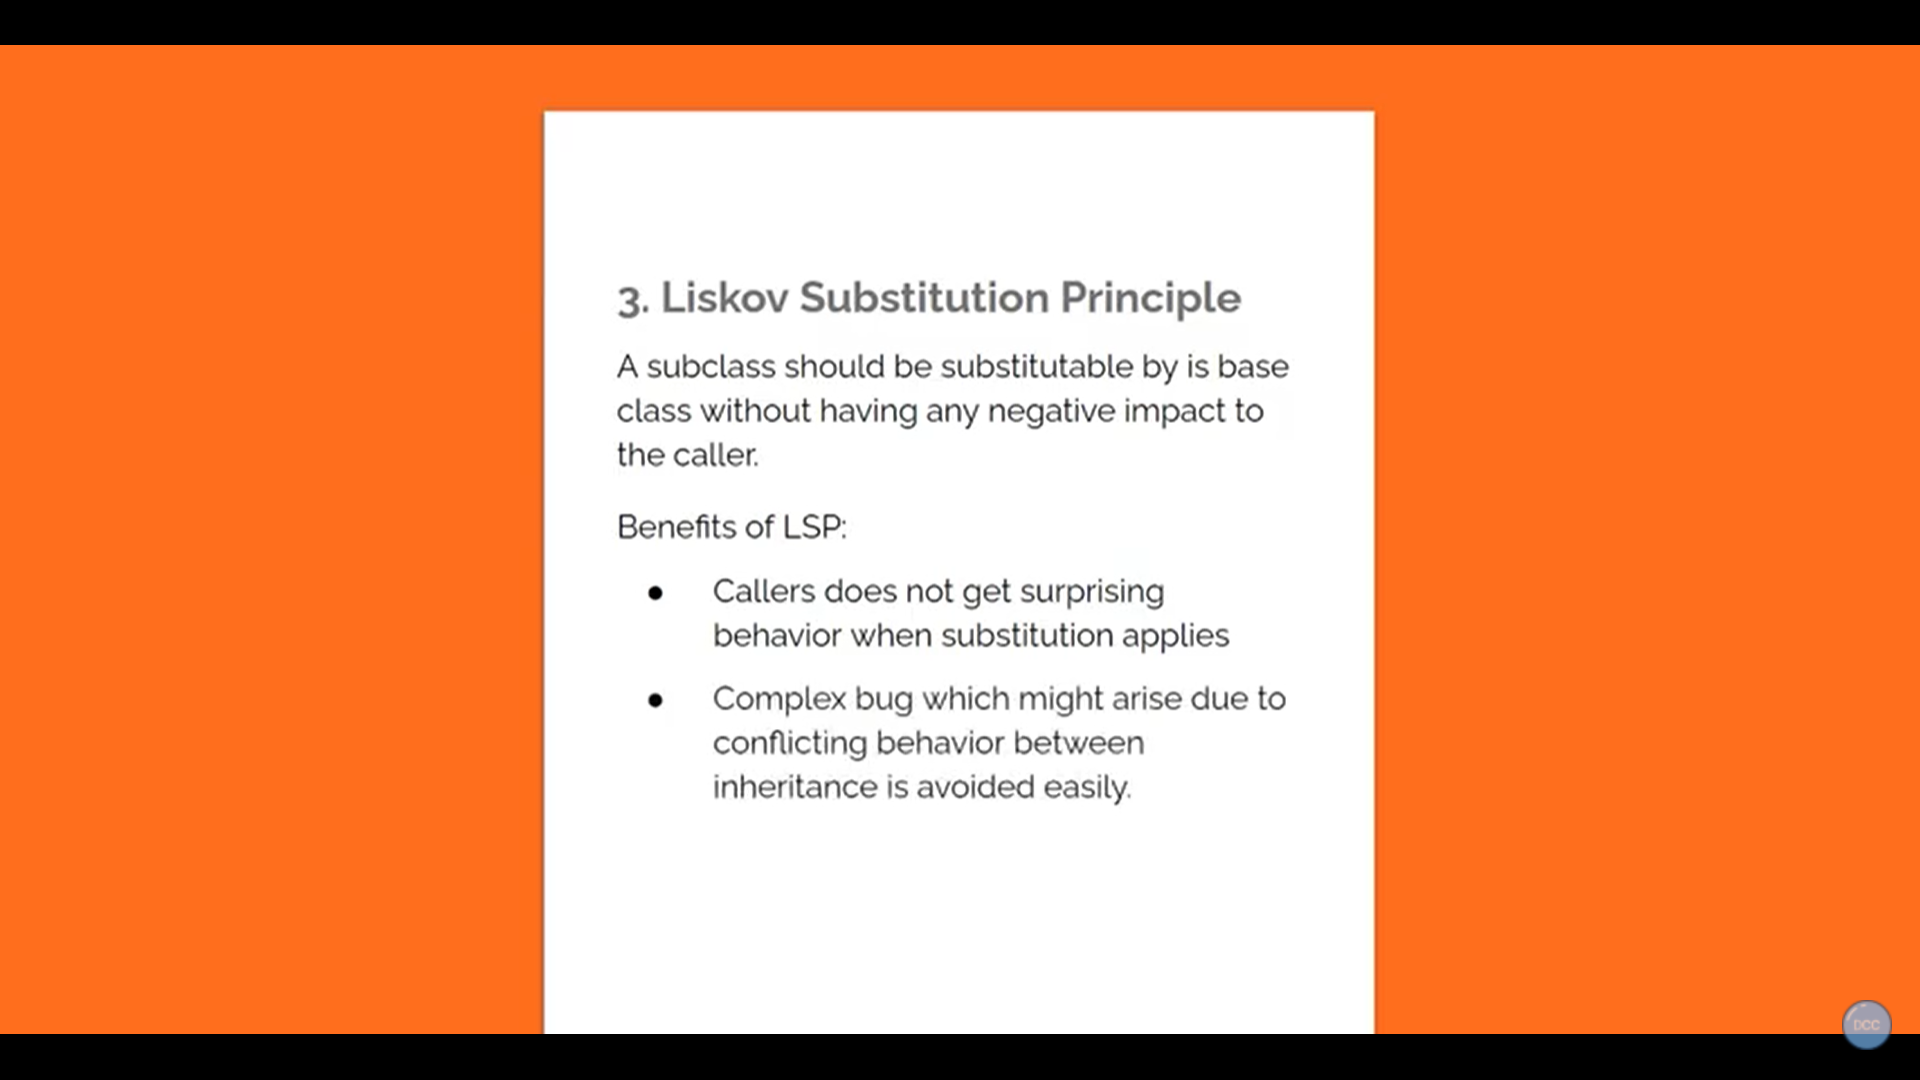 3. Liskov Substitution Principle
A subclass should be substitutable by is base
class without having any negative impact to
the caller.
Benefits of LSP:
● Callers does not get surprising
behavior when substitution applies
● Complex bug which might arise due to
conflicting behavior between
inheritance is avoided easily.
DCC